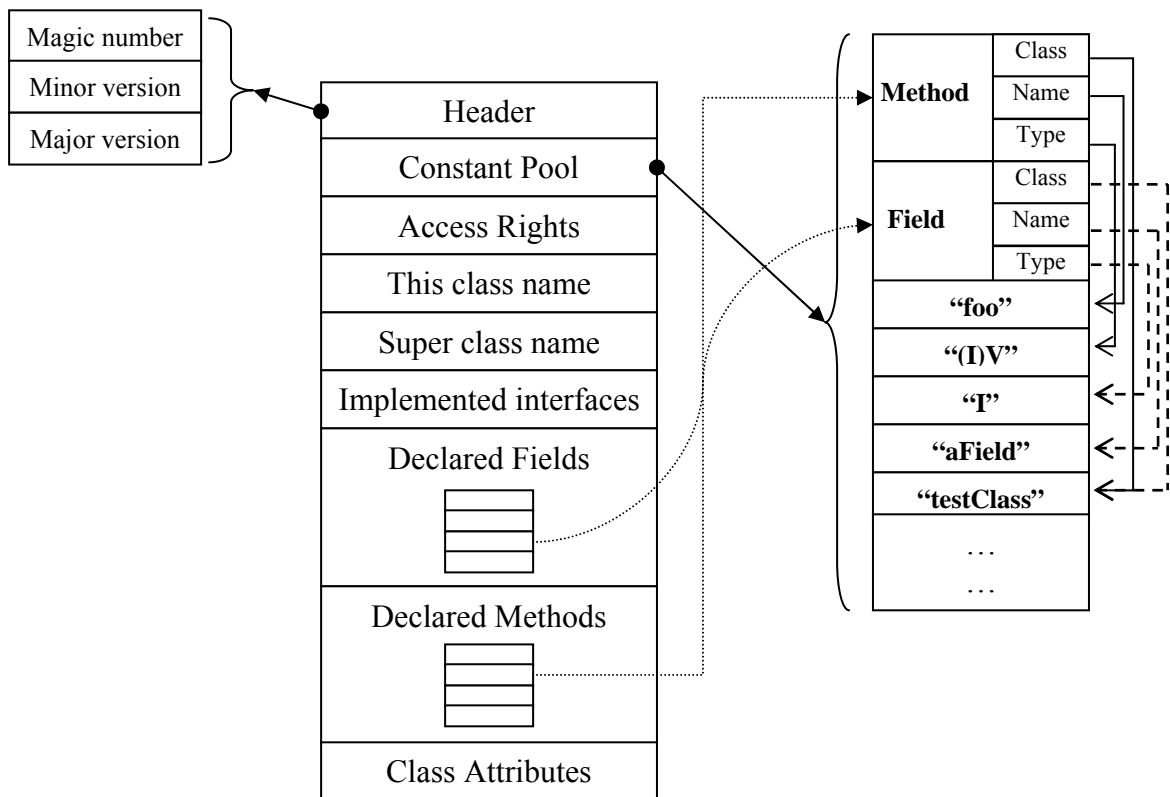 Magic number
Minor version
Major version
Header
Constant Pool
Access Rights
This class name
Super class name
Implemented interfaces
Declared Fields
Declared Methods
Class Attributes
Method
Class
Name
Type
Field
Class
Name
Type
“foo”
“(I)V”
“I”
“aField”
“testClass”
. . .
. . .